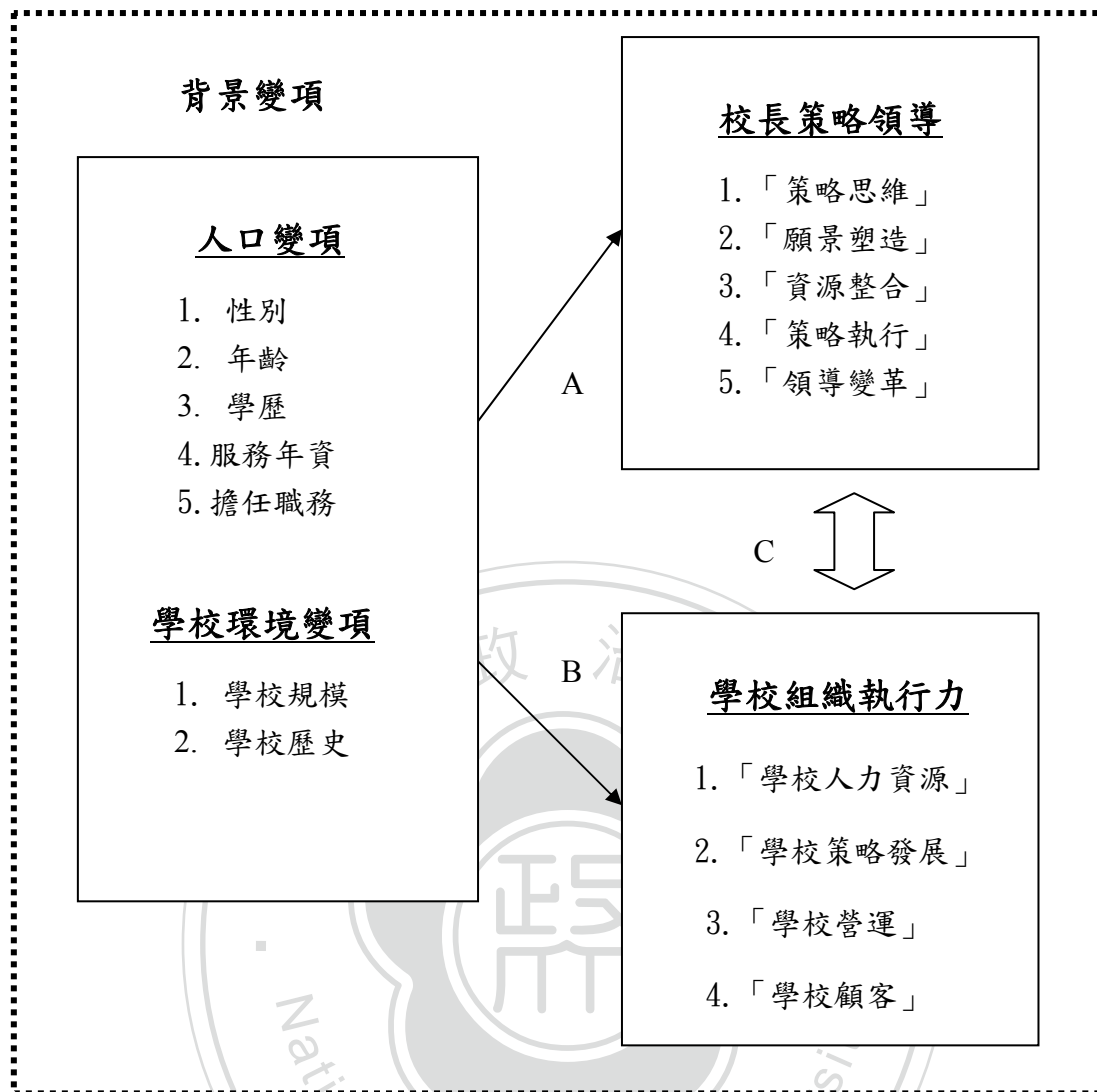 背景變項
人口變項
1. 性別
2. 年齡
3. 學歷
4.服務年資
5.擔任職務
學校環境變項
1. 學校規模
2. 學校歷史
A
B
校長策略領導
1.「策略思維」
2.「願景塑造」
3.「資源整合」
4.「策略執行」
5.「領導變革」
C
學校組織執行力
1.「學校人力資源」
2.「學校策略發展」
3.「學校營運」
4.「學校顧客」
政
Nati